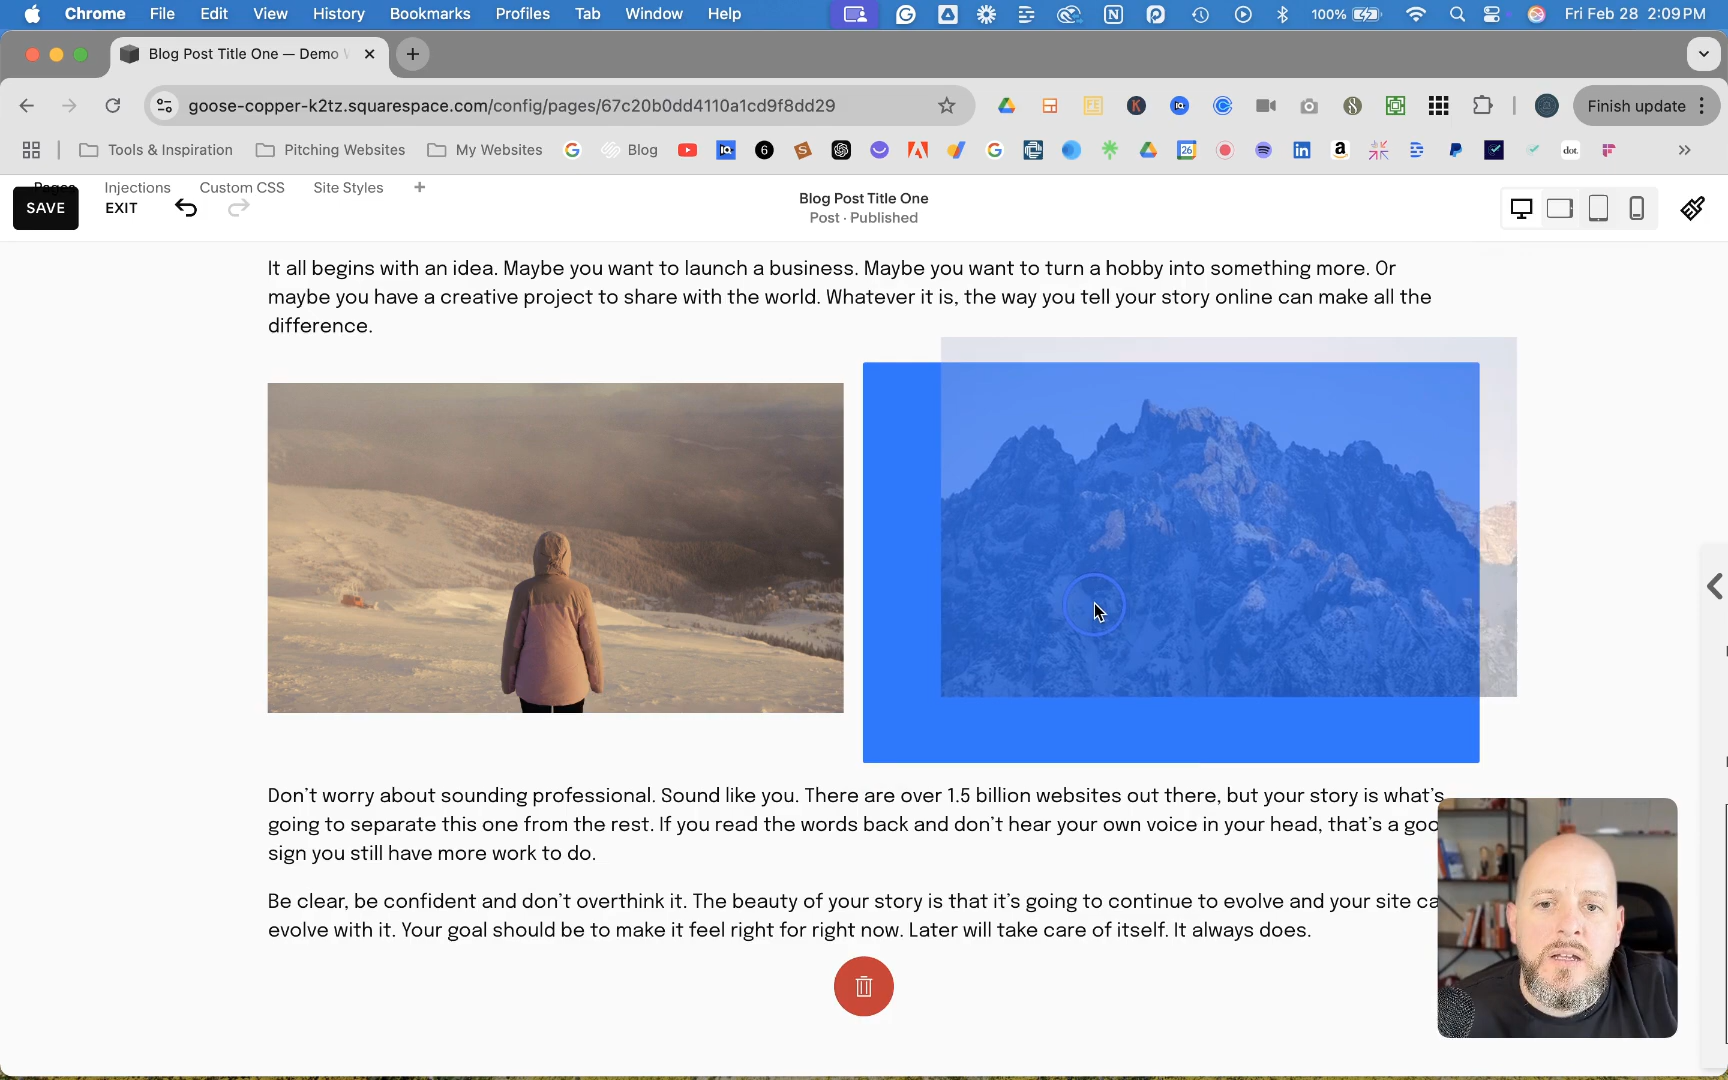 Chrome File Edit View History Bookmarks Profiles Tab Window Help 100% Fri Feb 28 2:09 PM
Blog Post Title One — Demo
goose-copper-k2tz.squarespace.com/config/pages/67c20b0dd4110a1cd9f8dd29 Finish update
Tools & Inspiration Pitching Websites My Websites Blog
Pages Injections Custom CSS Site Styles
SAVE EXIT
Blog Post Title One
Post · Published
It all begins with an idea. Maybe you want to launch a business. Maybe you want to turn a hobby into something more. Or
maybe you have a creative project to share with the world. Whatever it is, the way you tell your story online can make all the
difference.
Don't worry about sounding professional. Sound like you. There are over 1.5 billion websites out there, but your story is what's
going to separate this one from the rest. If you read the words back and don't hear your own voice in your head, that's a goo
sign you still have more work to do.
Be clear, be confident and don't overthink it. The beauty of your story is that it's going to continue to evolve and your site ca
evolve with it. Your goal should be to make it feel right for right now. Later will take care of itself. It always does.